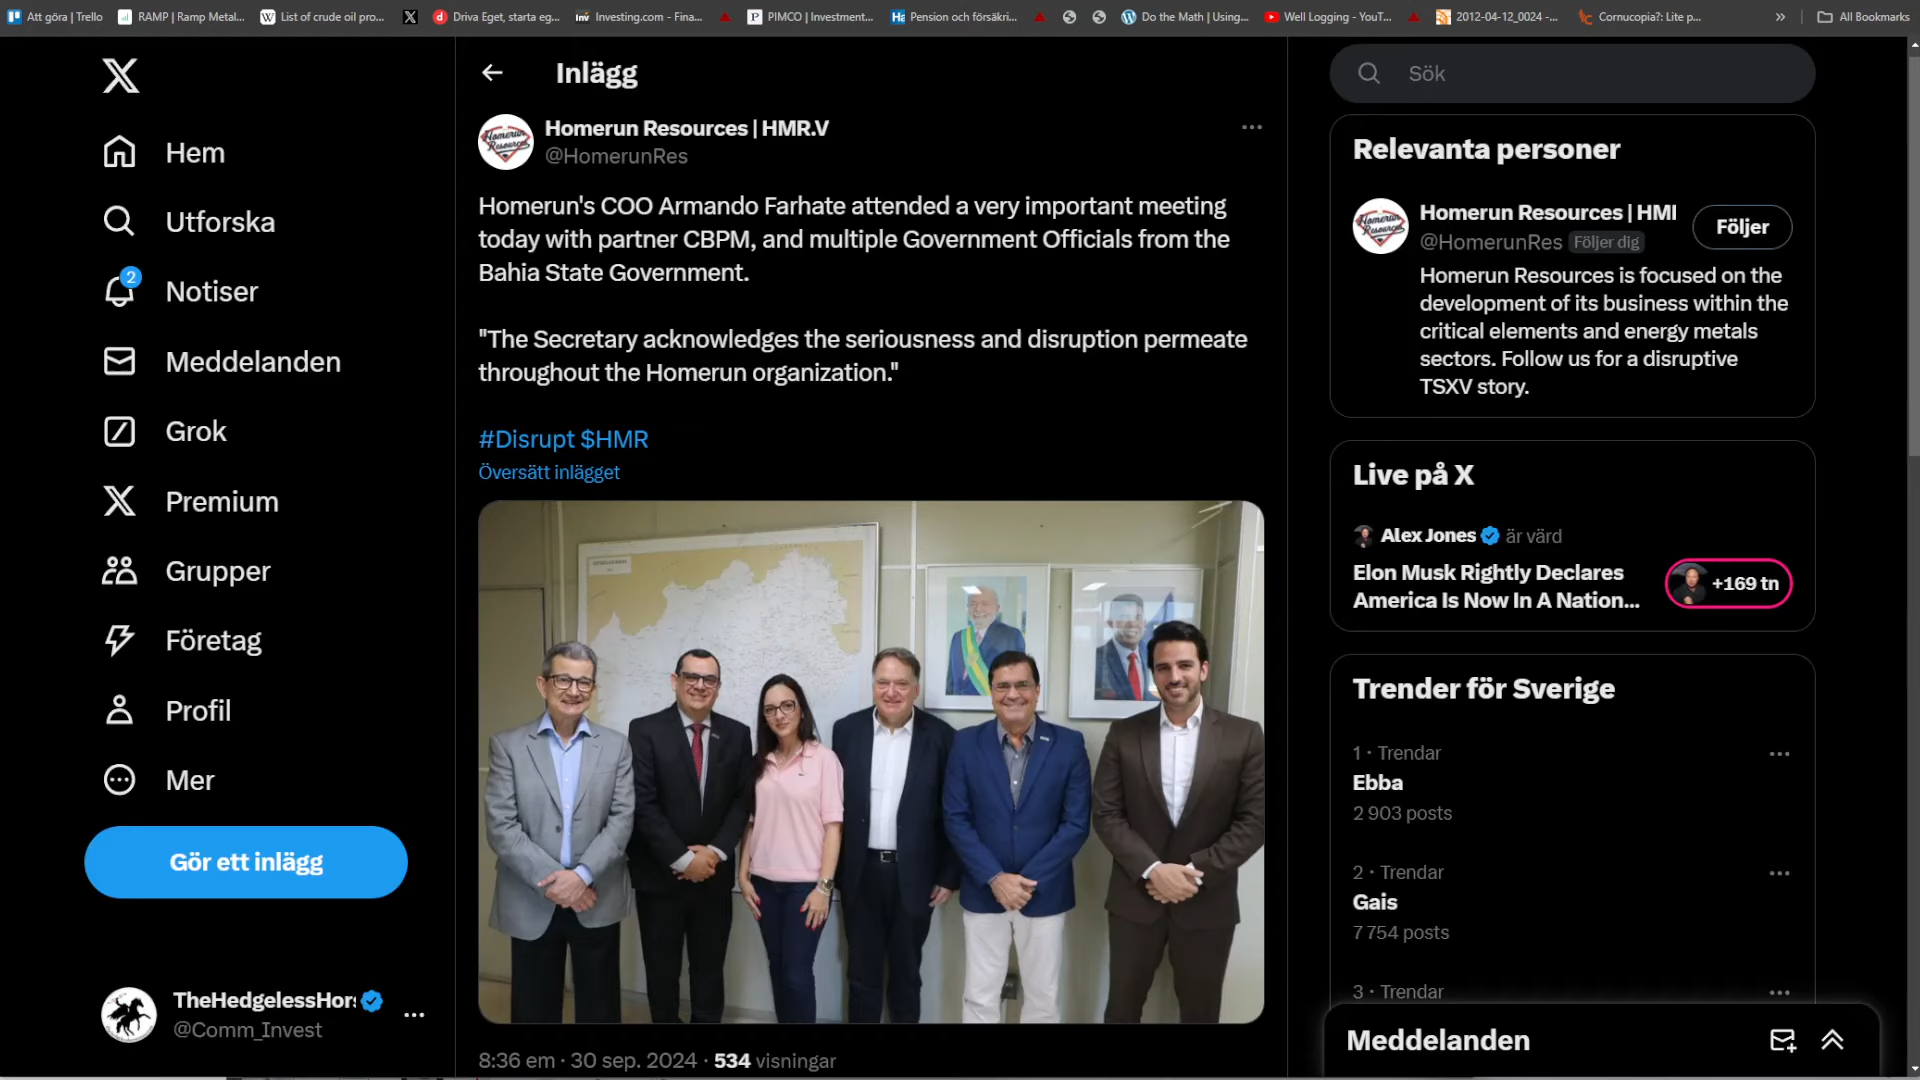 Att göra | Trello
RAMP | Ramp Metal...
List of crude oil pro...
Driva Eget, starta eg...
Investing.com - Fina...
PIMCO | Investment...
Pension och försäkri...
Do the Math | Using...
Well Logging - YouT...
2012-04-12_0024 -...
Cornucopia?: Lite p...
All Bookmarks
Hem
Utforska
2
Notiser
Meddelanden
Grok
Premium
Grupper
Företag
Profil
Mer
Gör ett inlägg
TheHedgelessHors
@Comm_Invest
Inlägg
Homerun Resources | HMR.V
@HomerunRes
Homerun's COO Armando Farhate attended a very important meeting
today with partner CBPM, and multiple Government Officials from the
Bahia State Government.
"The Secretary acknowledges the seriousness and disruption permeate
throughout the Homerun organization."
#Disrupt $HMR
Översätt inlägget
8:36 em · 30 sep. 2024 · 534 visningar
Sök
Relevanta personer
Homerun Resources | HMR
@HomerunRes Följer dig
Följer
Homerun Resources is focused on the
development of its business within the
critical elements and energy metals
sectors. Follow us for a disruptive
TSXV story.
Live på X
Alex Jones är värd
Elon Musk Rightly Declares
America Is Now In A Nation...
+169 tn
Trender för Sverige
1 · Trendar
Ebba
2 903 posts
2 · Trendar
Gais
7 754 posts
3 · Trendar
Meddelanden